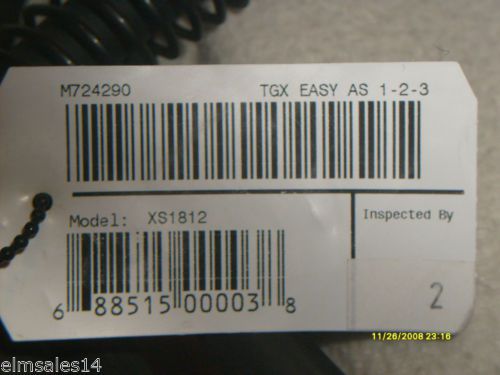 M724290 TGX EASY AS 1-2-3
Model: XS1812
Inspected By
6 88515 00003 8
2
11/26/2008 23:16
elmsales14